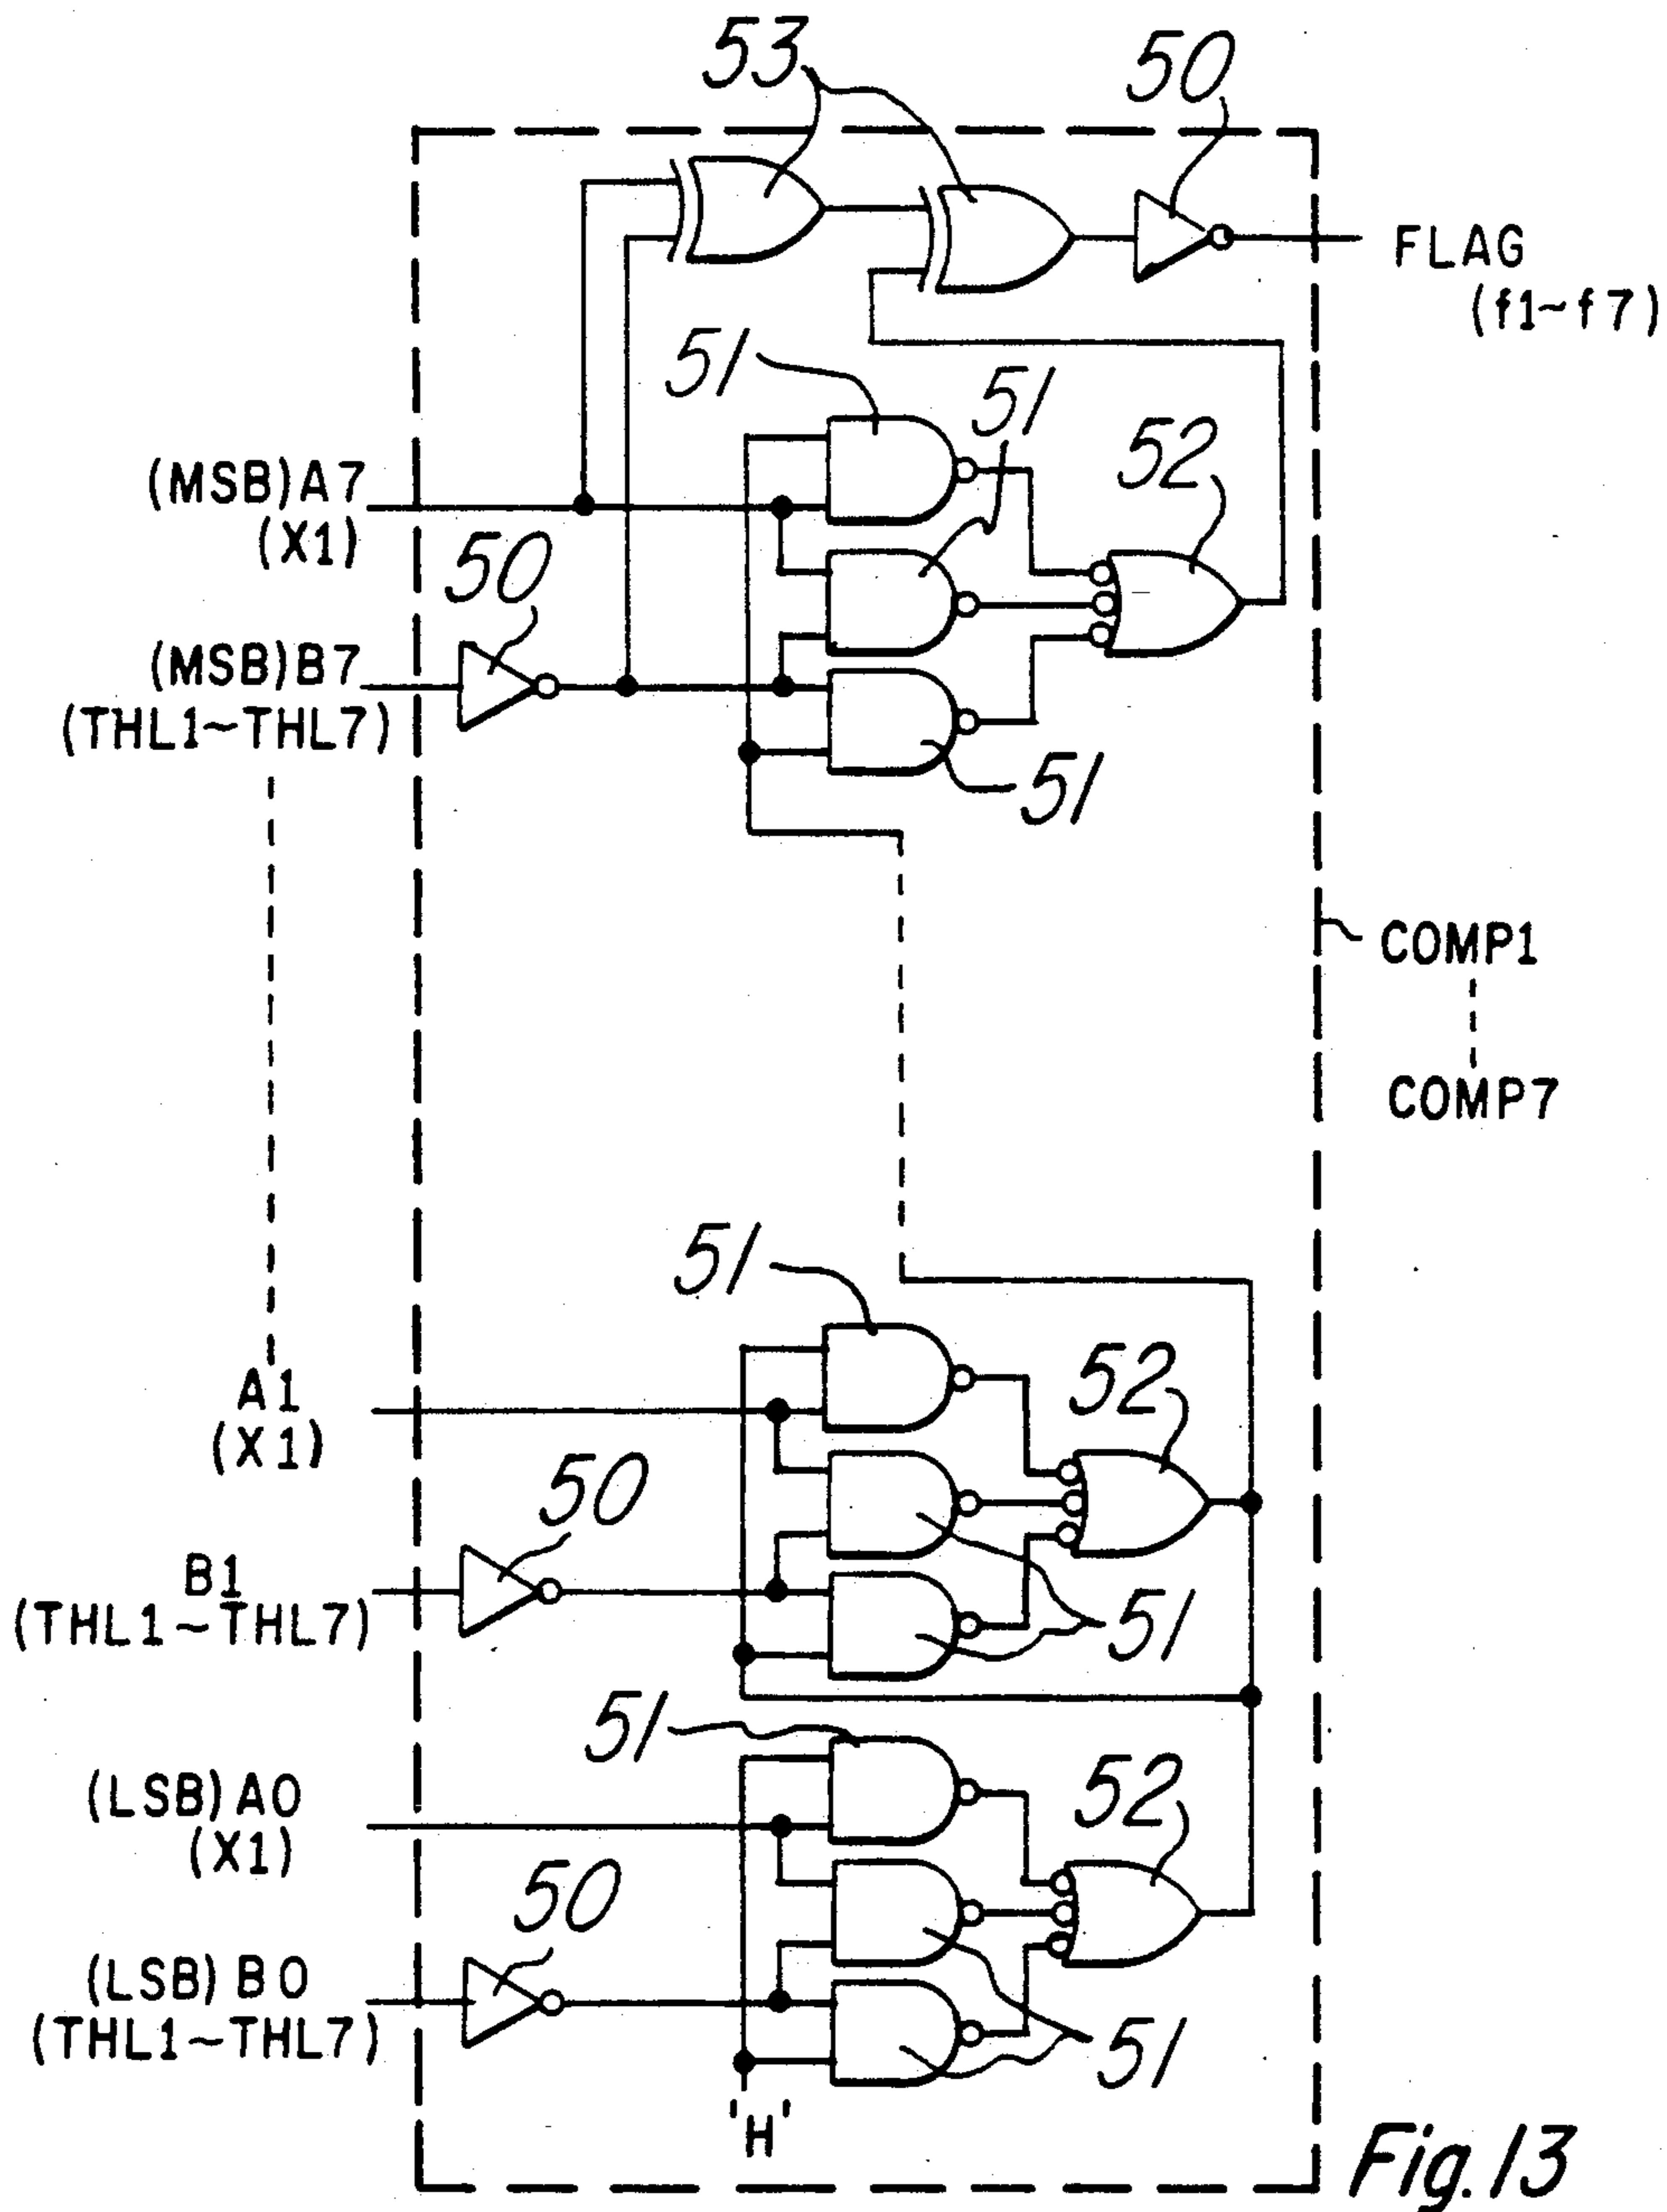 53
50
FLAG
(f1~f7)
51
51
52
(MSB)A7
(X1)
50
(MSB)B7
(THL1~THL7)
51
COMP1
COMP7
51
52
A1
(X1)
50
B1
(THL1~THL7)
51
51
(LSB)A0
(X1)
52
50
(LSB)B0
(THL1~THL7)
51
'H'
Fig.13